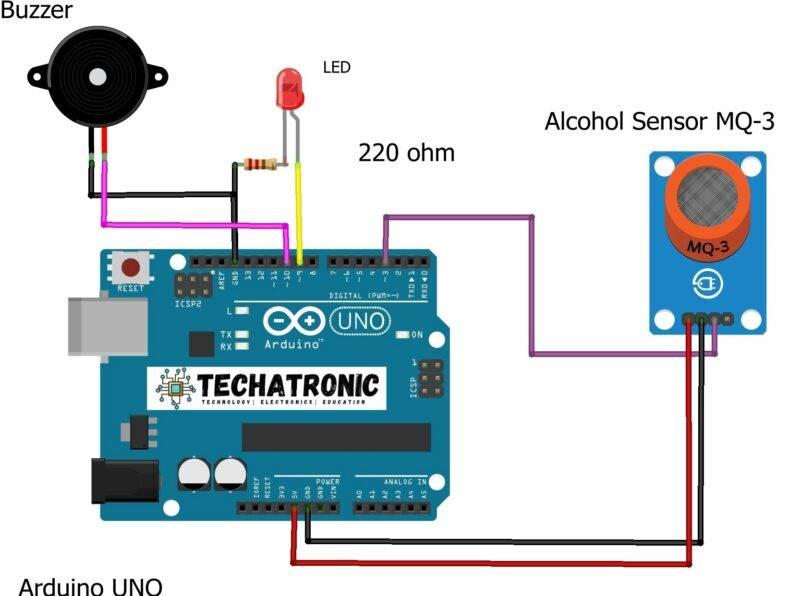 Buzzer
LED
Alcohol Sensor MQ-3
220 ohm
MQ-3
RESET
ICSP2
AREF
GND
13
12
~11
~10
~9
8
7
~6
~5
4
~3
2
TX0▶1
RX0◀0
DIGITAL (PWM=~)
L
TX
RX
Arduino™
UNO
ON
1
ICSP
TECHATRONIC
TECHNOLOGY| ELECTRONICS| EDUCATION
IOREF
RESET
3V3
5V
GND
GND
VIN
POWER
ANALOG IN
A0
A1
A2
A3
A4
A5
Arduino UNO